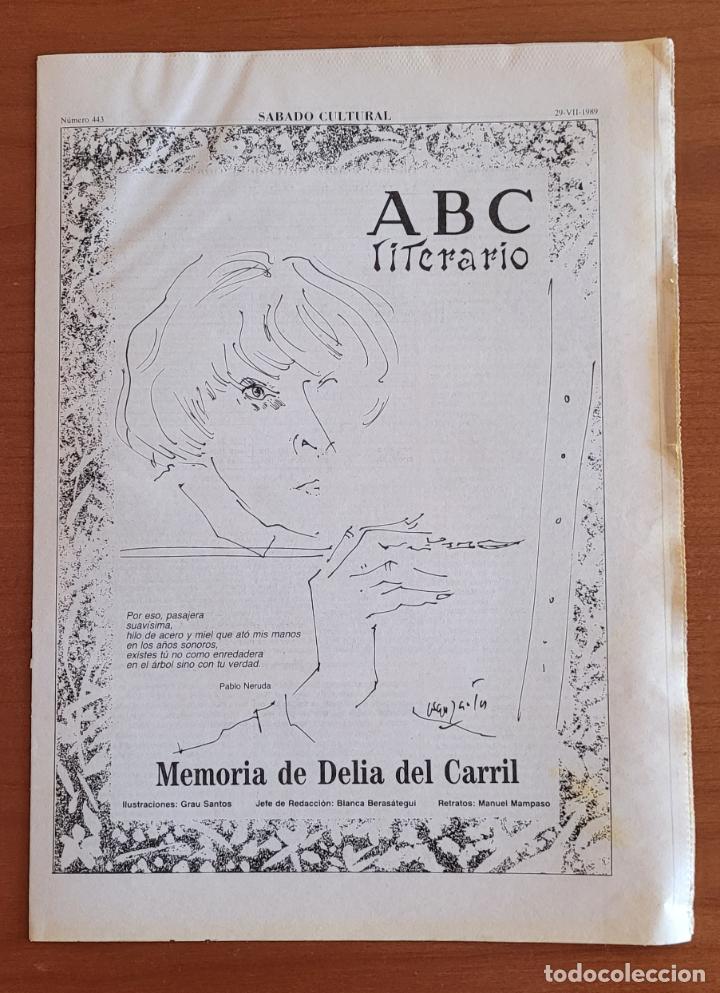 Número 443
SABADO CULTURAL
29-VII-1989
ABC
literario
Por eso, pasajera
suavísima,
hilo de acero y miel que ató mis manos
en los años sonoros,
existes tú no como enredadera
en el árbol sino con tu verdad.
Pablo Neruda
Memoria de Delia del Carril
Ilustraciones: Grau Santos Jefe de Redacción: Blanca Berasátegui Retratos: Manuel Mampaso
todocoleccion